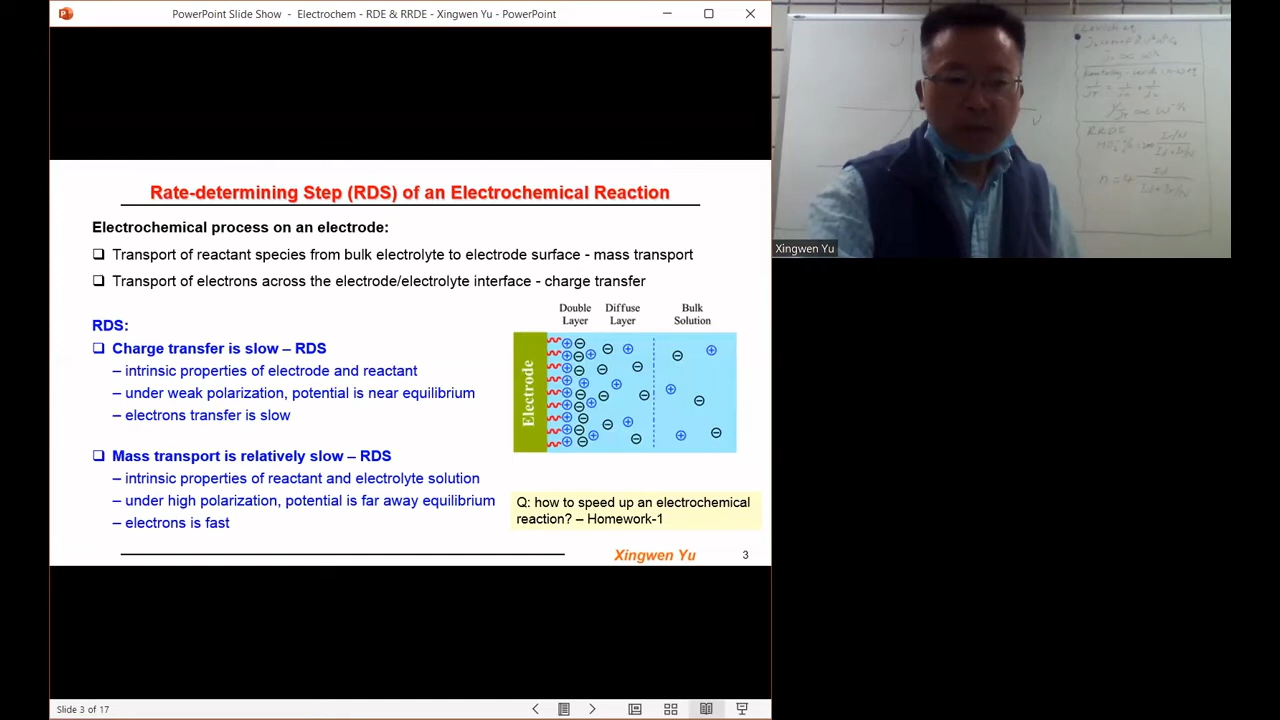 PowerPoint Slide Show - Electrochem - RDE & RRDE - Xingwen Yu - PowerPoint
Rate-determining Step (RDS) of an Electrochemical Reaction
Electrochemical process on an electrode:
❑ Transport of reactant species from bulk electrolyte to electrode surface - mass transport
❑ Transport of electrons across the electrode/electrolyte interface - charge transfer
RDS:
❑ Charge transfer is slow – RDS
– intrinsic properties of electrode and reactant
– under weak polarization, potential is near equilibrium
– electrons transfer is slow
❑ Mass transport is relatively slow – RDS
– intrinsic properties of reactant and electrolyte solution
– under high polarization, potential is far away equilibrium
– electrons is fast
Double Layer
Diffuse Layer
Bulk Solution
Electrode
Q: how to speed up an electrochemical
reaction? – Homework-1
Xingwen Yu
3
Slide 3 of 17
Xingwen Yu
RRDE